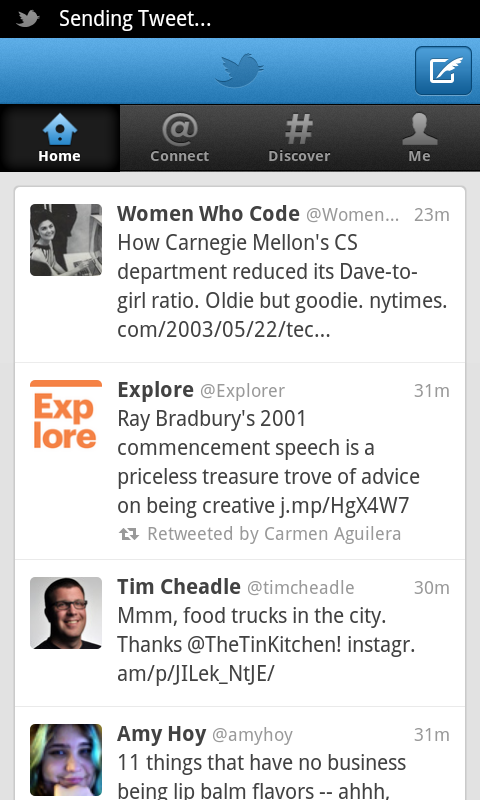 Sending Tweet...
Home
Connect
Discover
Me
Women Who Code @Women... 23m
How Carnegie Mellon's CS
department reduced its Dave-to-
girl ratio. Oldie but goodie. nytimes.
com/2003/05/22/tec...
Exp
lore
Explore @Explorer 31m
Ray Bradbury's 2001
commencement speech is a
priceless treasure trove of advice
on being creative j.mp/HgX4W7
Retweeted by Carmen Aguilera
Tim Cheadle @timcheadle 30m
Mmm, food trucks in the city.
Thanks @TheTinKitchen! instagr.
am/p/JILek_NtJE/
Amy Hoy @amyhoy 31m
11 things that have no business
being lip balm flavors -- ahhh,